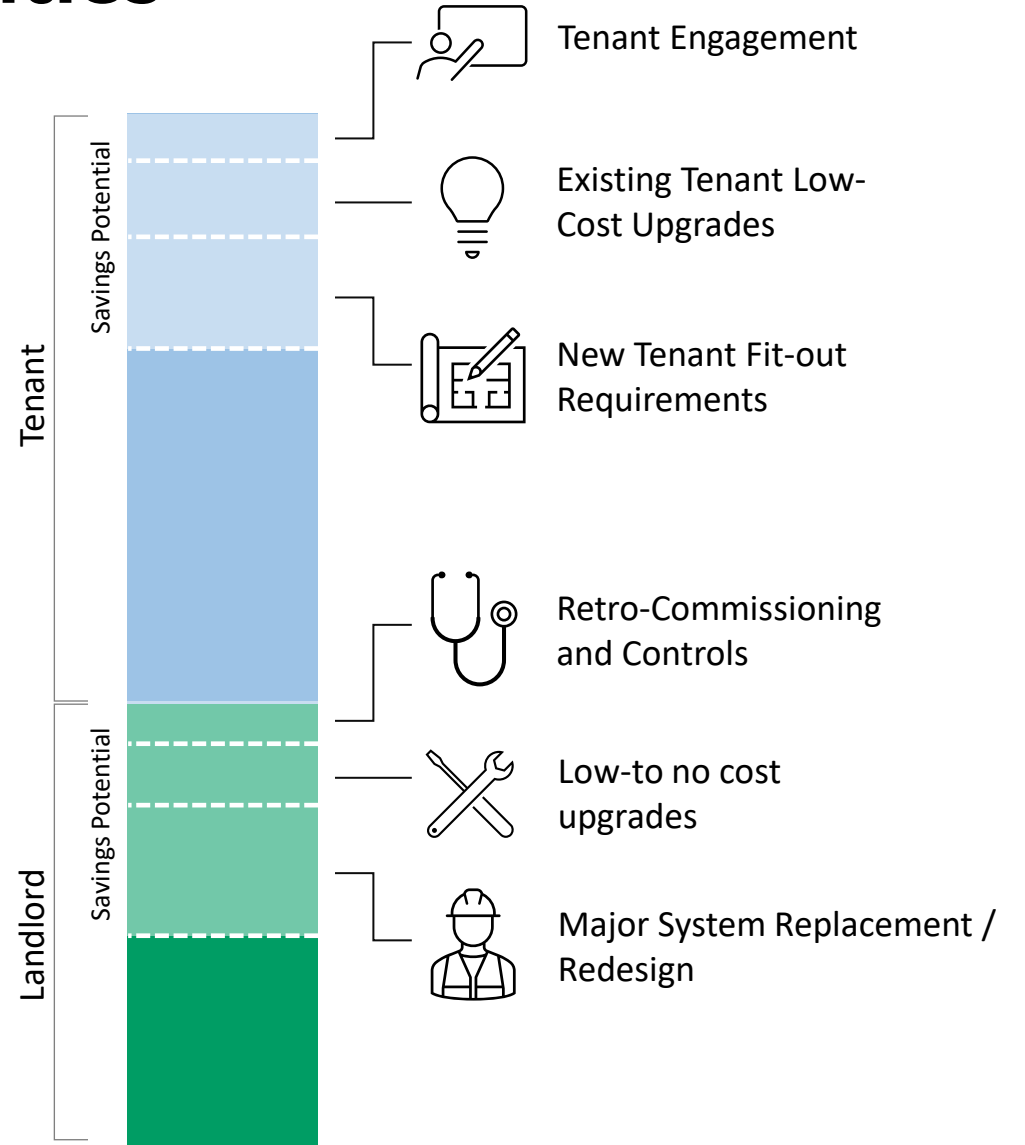 Tenant Engagement
Savings Potential
Existing Tenant Low-
Cost Upgrades
Tenant
New Tenant Fit-out
Requirements
Retro-Commissioning
and Controls
Savings Potential
Low-to no cost
upgrades
Landlord
Major System Replacement /
Redesign